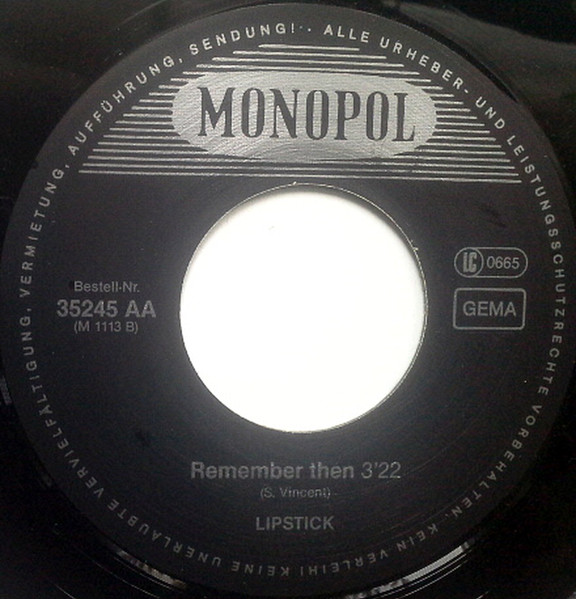 ALLE URHEBER- UND LEISTUNGSSCHUTZRECHTE VORBEHALTEN. KEIN VERLEIH! KEINE UNERLAUBTE VERVIELFÄLTIGUNG, VERMIETUNG, AUFFÜHRUNG, SENDUNG!
MONOPOL
LC 0665
GEMA
Bestell-Nr.
35245 AA
(M 1113 B)
Remember then 3'22
(S. Vincent)
LIPSTICK